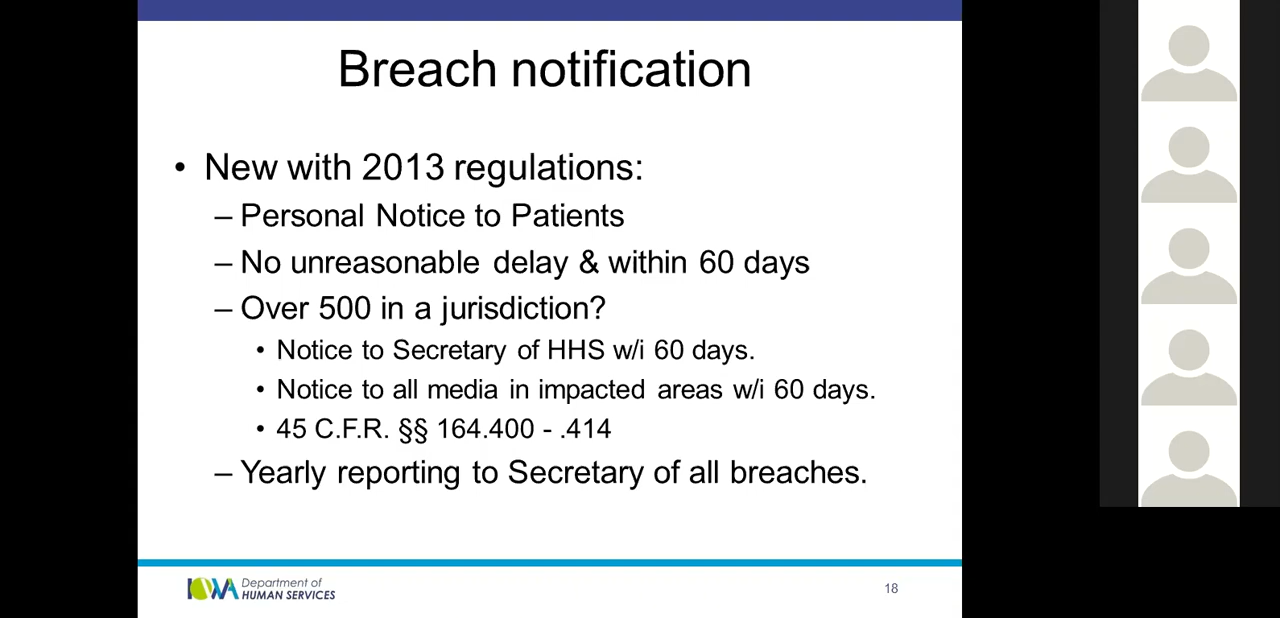 Breach notification
• New with 2013 regulations:
– Personal Notice to Patients
– No unreasonable delay & within 60 days
– Over 500 in a jurisdiction?
• Notice to Secretary of HHS w/i 60 days.
• Notice to all media in impacted areas w/i 60 days.
• 45 C.F.R. §§ 164.400 - .414
– Yearly reporting to Secretary of all breaches.
IOWA Department of
HUMAN SERVICES
18